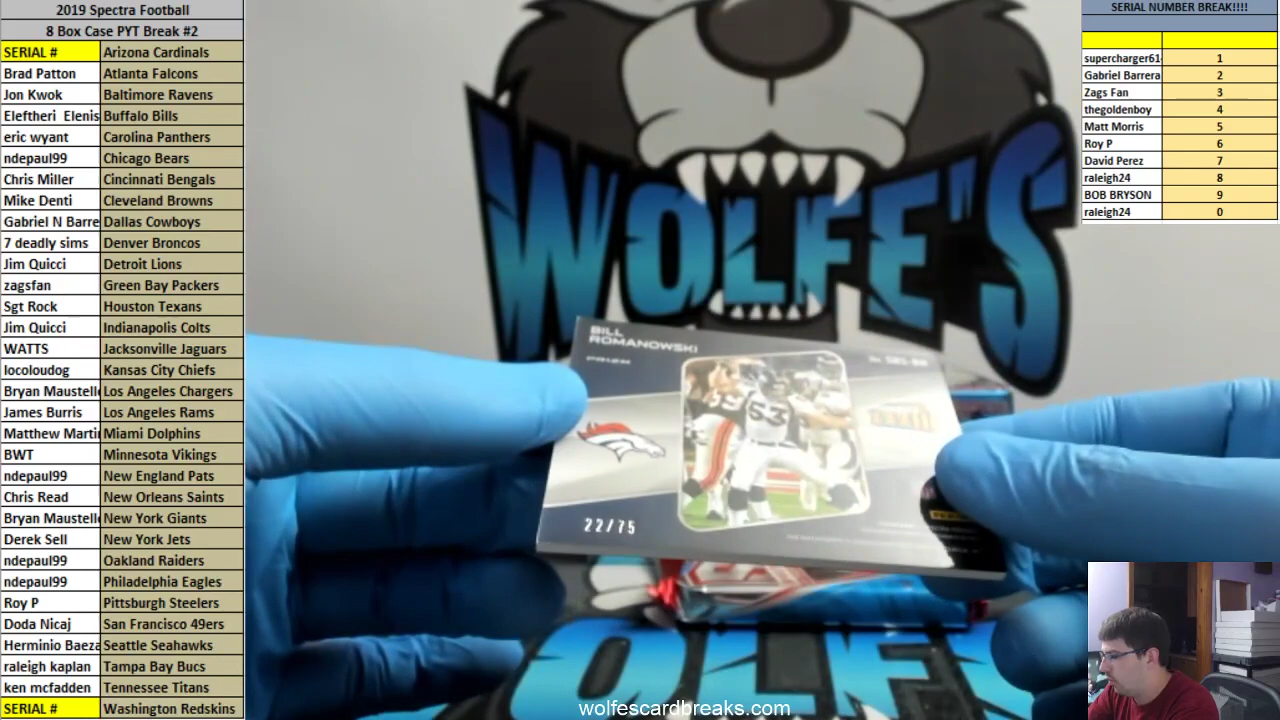 2019 Spectra Football
8 Box Case PYT Break #2
SERIAL # Arizona Cardinals
Brad Patton Atlanta Falcons
Jon Kwok Baltimore Ravens
Eleftheri Elenis Buffalo Bills
eric wyant Carolina Panthers
ndepaul99 Chicago Bears
Chris Miller Cincinnati Bengals
Mike Denti Cleveland Browns
Gabriel N Barre Dallas Cowboys
7 deadly sims Denver Broncos
Jim Quicci Detroit Lions
zagsfan Green Bay Packers
Sgt Rock Houston Texans
Jim Quicci Indianapolis Colts
WATTS Jacksonville Jaguars
locoloudog Kansas City Chiefs
Bryan Maustelle Los Angeles Chargers
James Burris Los Angeles Rams
Matthew Martin Miami Dolphins
BWT Minnesota Vikings
ndepaul99 New England Pats
Chris Read New Orleans Saints
Bryan Maustelle New York Giants
Derek Sell New York Jets
ndepaul99 Oakland Raiders
ndepaul99 Philadelphia Eagles
Roy P Pittsburgh Steelers
Doda Nicaj San Francisco 49ers
Herminio Baeza Seattle Seahawks
raleigh kaplan Tampa Bay Bucs
ken mcfadden Tennessee Titans
SERIAL # Washington Redskins
WOLFE'S
BILL
ROMANOWSKI
PRIZM
53
22/75
OLF
wolfescardbreaks.com
SERIAL NUMBER BREAK!!!!
supercharger61 1
Gabriel Barrera 2
Zags Fan 3
thegoldenboy 4
Matt Morris 5
Roy P 6
David Perez 7
raleigh24 8
BOB BRYSON 9
raleigh24 0